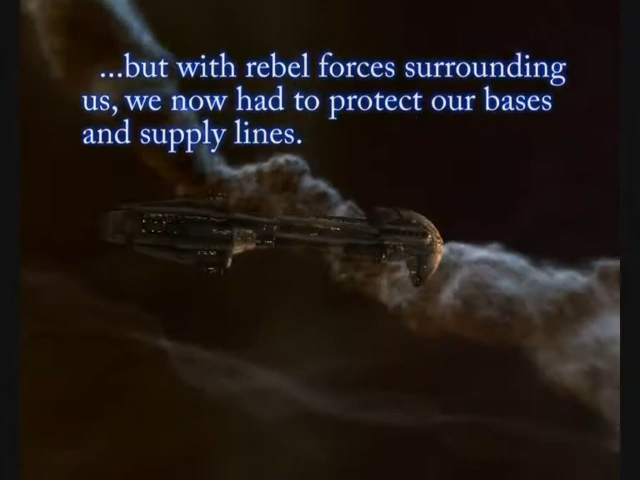 ...but with rebel forces surrounding
us, we now had to protect our bases
and supply lines.